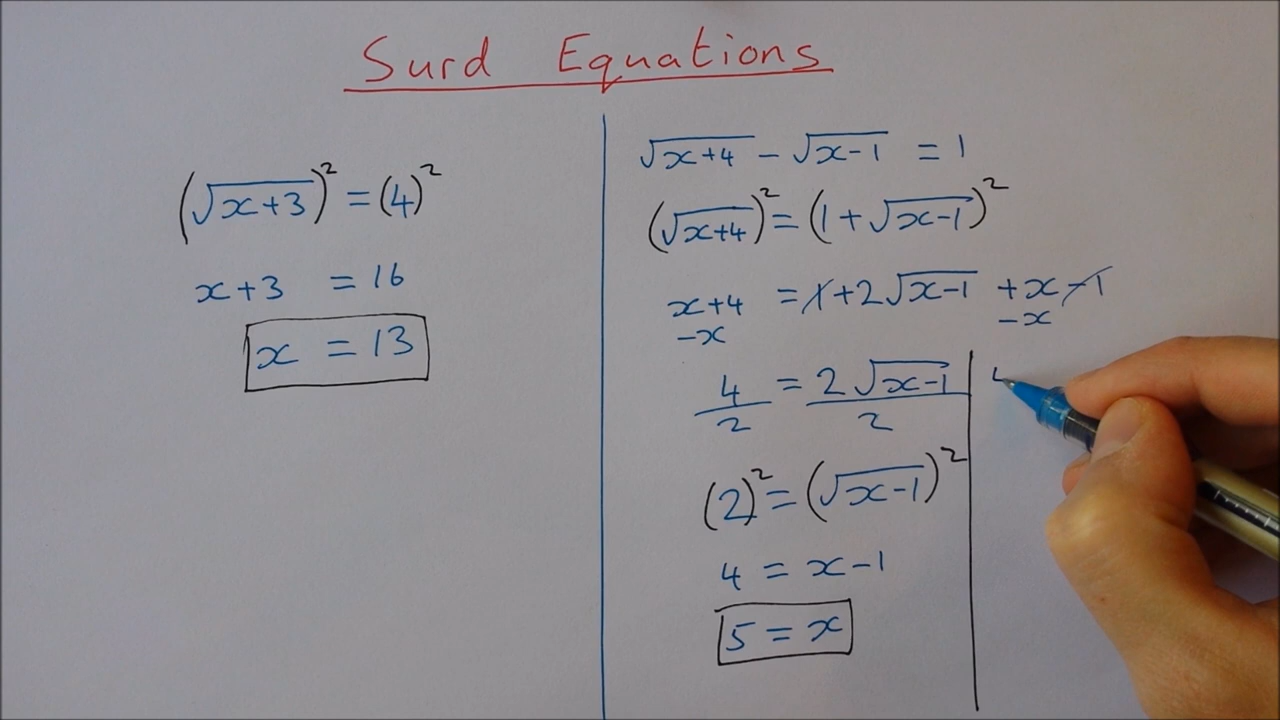 Surd Equations
(√x+3)² = (4)²
x+3 = 16
x = 13
√x+4 − √x−1 = 1
(√x+4)² = (1+√x−1)²
x+4 = 1+2√x−1 +x−1
−x −x
4/2 = 2√x−1/2
(2)² = (√x−1)²
4 = x−1
5 = x